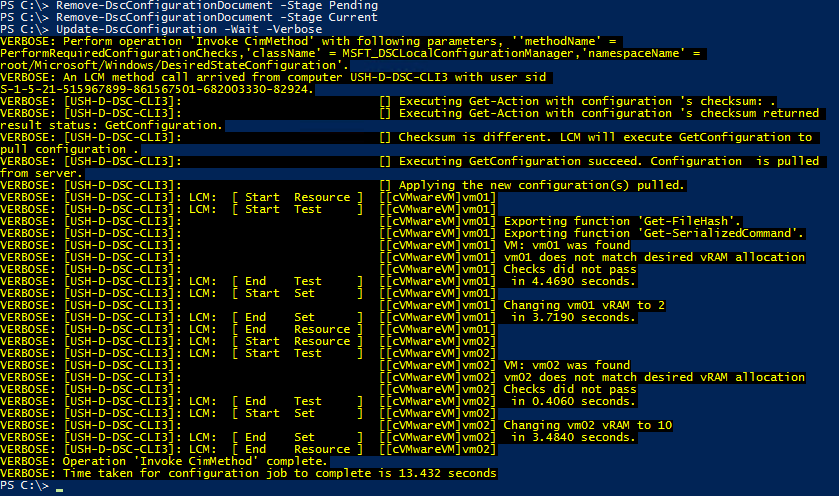 PS C:\> Remove-DscConfigurationDocument -Stage Pending
PS C:\> Remove-DscConfigurationDocument -Stage Current
PS C:\> Update-DscConfiguration -Wait -Verbose
VERBOSE: Perform operation 'Invoke CimMethod' with following parameters, ''methodName' =
PerformRequiredConfigurationChecks,'className' = MSFT_DSCLocalConfigurationManager,'namespaceName' =
root/Microsoft/Windows/DesiredStateConfiguration'.
VERBOSE: An LCM method call arrived from computer USH-D-DSC-CLI3 with user sid
S-1-5-21-515967899-861567501-682003330-82924.
VERBOSE: [USH-D-DSC-CLI3]:                            [] Executing Get-Action with configuration 's checksum: .
VERBOSE: [USH-D-DSC-CLI3]:                            [] Executing Get-Action with configuration 's checksum returned
result status: GetConfiguration.
VERBOSE: [USH-D-DSC-CLI3]:                            [] Checksum is different. LCM will execute GetConfiguration to
pull configuration .
VERBOSE: [USH-D-DSC-CLI3]:                            [] Executing GetConfiguration succeed. Configuration  is pulled
from server.
VERBOSE: [USH-D-DSC-CLI3]:                            [] Applying the new configuration(s) pulled.
VERBOSE: [USH-D-DSC-CLI3]: LCM:  [ Start  Resource ]  [[cVMwareVM]vm01]
VERBOSE: [USH-D-DSC-CLI3]: LCM:  [ Start  Test     ]  [[cVMwareVM]vm01]
VERBOSE: [USH-D-DSC-CLI3]:                            [[cVMwareVM]vm01] Exporting function 'Get-FileHash'.
VERBOSE: [USH-D-DSC-CLI3]:                            [[cVMwareVM]vm01] Exporting function 'Get-SerializedCommand'.
VERBOSE: [USH-D-DSC-CLI3]:                            [[cVMwareVM]vm01] VM: vm01 was found
VERBOSE: [USH-D-DSC-CLI3]:                            [[cVMwareVM]vm01] vm01 does not match desired vRAM allocation
VERBOSE: [USH-D-DSC-CLI3]:                            [[cVMwareVM]vm01] Checks did not pass
VERBOSE: [USH-D-DSC-CLI3]: LCM:  [ End    Test     ]  [[cVMwareVM]vm01]  in 4.4690 seconds.
VERBOSE: [USH-D-DSC-CLI3]: LCM:  [ Start  Set      ]  [[cVMwareVM]vm01]
VERBOSE: [USH-D-DSC-CLI3]:                            [[cVMwareVM]vm01] Changing vm01 vRAM to 2
VERBOSE: [USH-D-DSC-CLI3]: LCM:  [ End    Set      ]  [[cVMwareVM]vm01]  in 3.7190 seconds.
VERBOSE: [USH-D-DSC-CLI3]: LCM:  [ End    Resource ]  [[cVMwareVM]vm01]
VERBOSE: [USH-D-DSC-CLI3]: LCM:  [ Start  Resource ]  [[cVMwareVM]vm02]
VERBOSE: [USH-D-DSC-CLI3]: LCM:  [ Start  Test     ]  [[cVMwareVM]vm02]
VERBOSE: [USH-D-DSC-CLI3]:                            [[cVMwareVM]vm02] VM: vm02 was found
VERBOSE: [USH-D-DSC-CLI3]:                            [[cVMwareVM]vm02] vm02 does not match desired vRAM allocation
VERBOSE: [USH-D-DSC-CLI3]:                            [[cVMwareVM]vm02] Checks did not pass
VERBOSE: [USH-D-DSC-CLI3]: LCM:  [ End    Test     ]  [[cVMwareVM]vm02]  in 0.4060 seconds.
VERBOSE: [USH-D-DSC-CLI3]: LCM:  [ Start  Set      ]  [[cVMwareVM]vm02]
VERBOSE: [USH-D-DSC-CLI3]:                            [[cVMwareVM]vm02] Changing vm02 vRAM to 10
VERBOSE: [USH-D-DSC-CLI3]: LCM:  [ End    Set      ]  [[cVMwareVM]vm02]  in 3.4840 seconds.
VERBOSE: [USH-D-DSC-CLI3]: LCM:  [ End    Resource ]  [[cVMwareVM]vm02]
VERBOSE: Operation 'Invoke CimMethod' complete.
VERBOSE: Time taken for configuration job to complete is 13.432 seconds
PS C:\> _